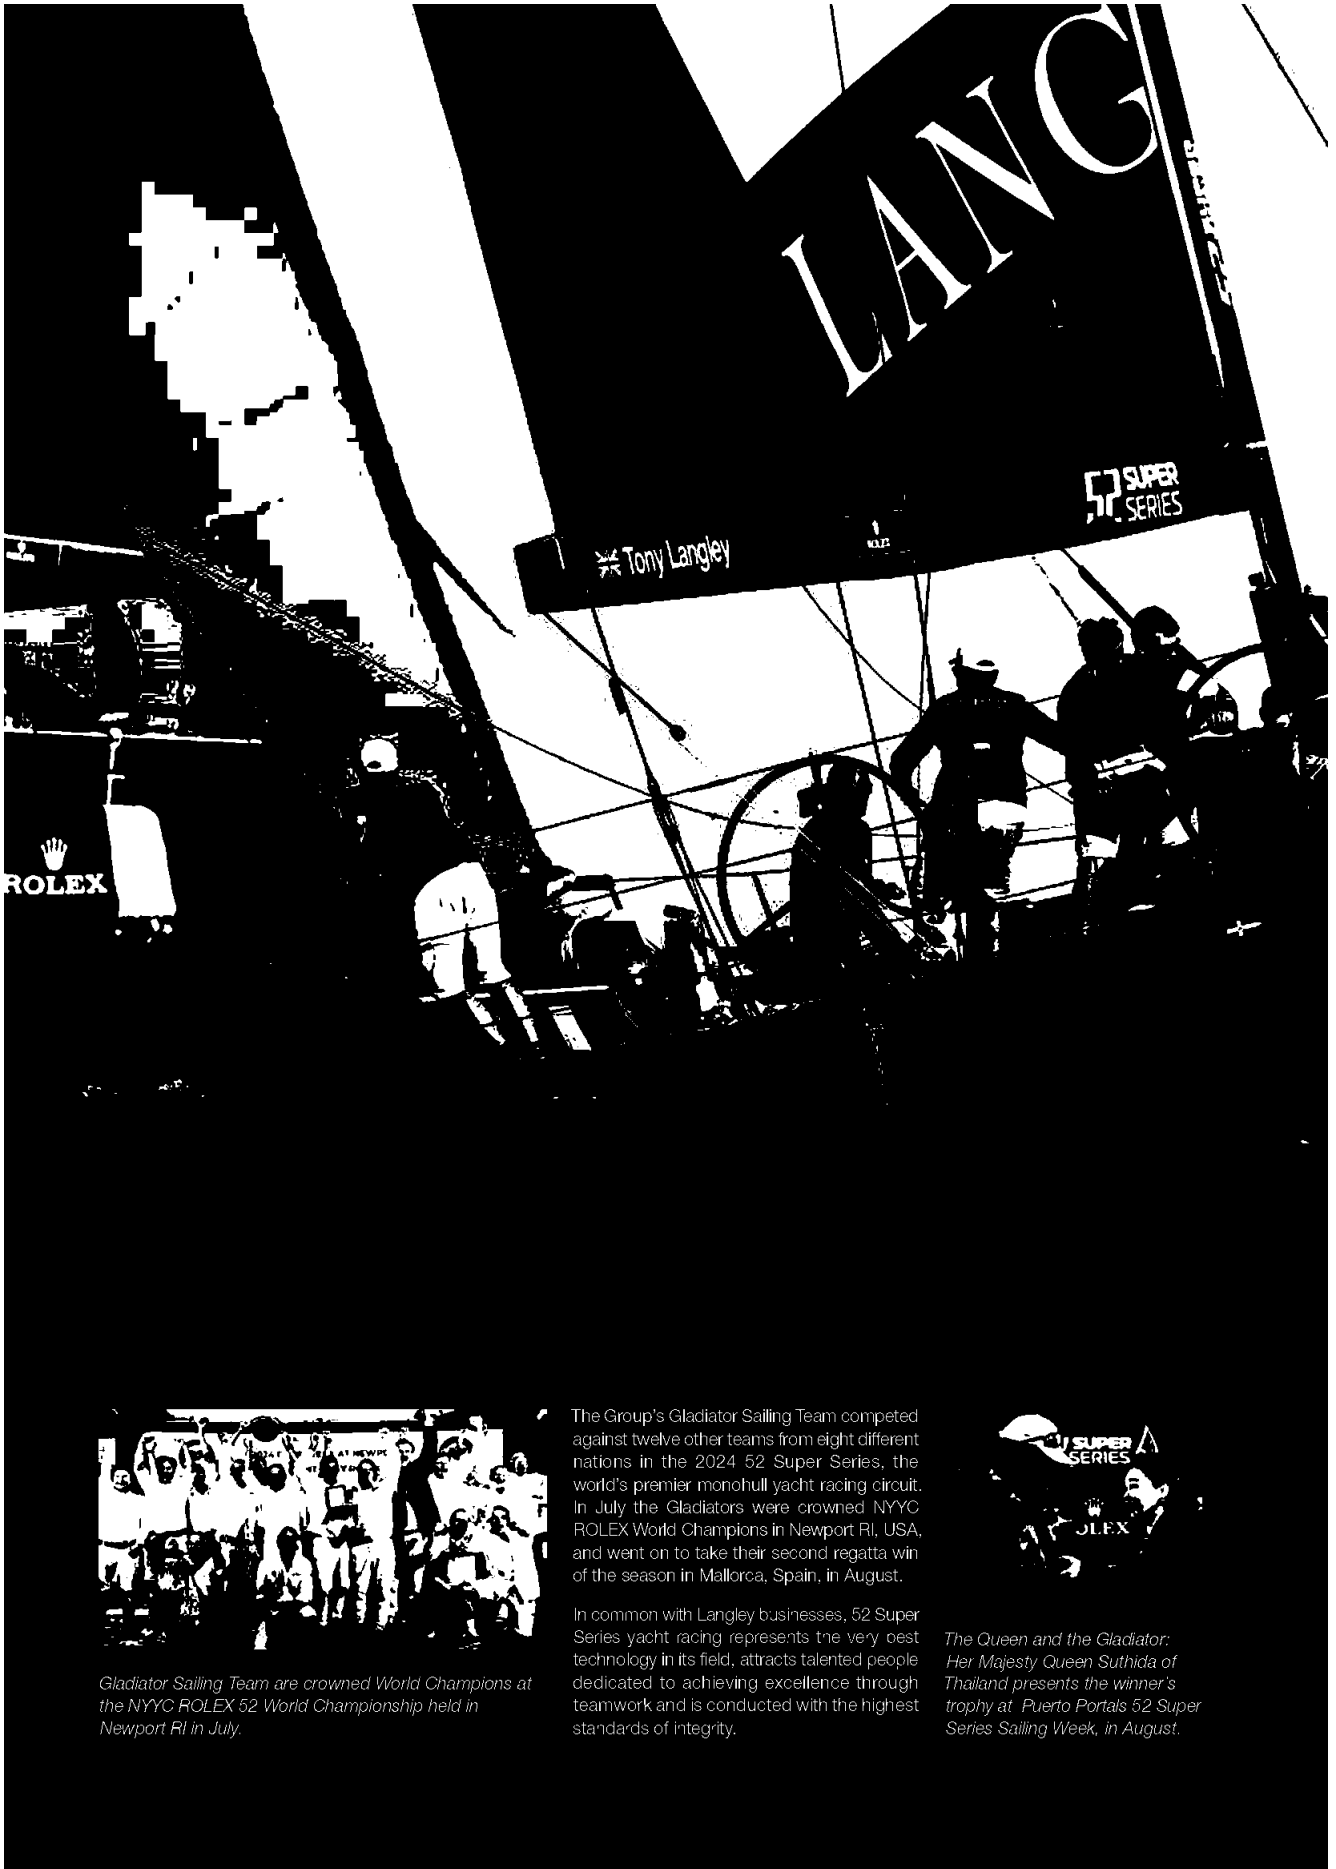 LANG
52 SUPER
SERIES
Tony Langley
ROLEX
ROLEX
The Group's Gladiator Sailing Team competed
against twelve other teams from eight different
nations in the 2024 52 Super Series, the
world's premier monohull yacht racing circuit.
In July the Gladiators were crowned NYYC
ROLEX World Champions in Newport RI, USA,
and went on to take their second regatta win
of the season in Mallorca, Spain, in August.
In common with Langley businesses, 52 Super
Series yacht racing represents the very best
technology in its field, attracts talented people
dedicated to achieving excellence through
teamwork and is conducted with the highest
standards of integrity.
SUPER
SERIES
OLEX
Gladiator Sailing Team are crowned World Champions at
the NYYC ROLEX 52 World Championship held in
Newport RI in July.
The Queen and the Gladiator:
Her Majesty Queen Suthida of
Thailand presents the winner's
trophy at Puerto Portals 52 Super
Series Sailing Week, in August.